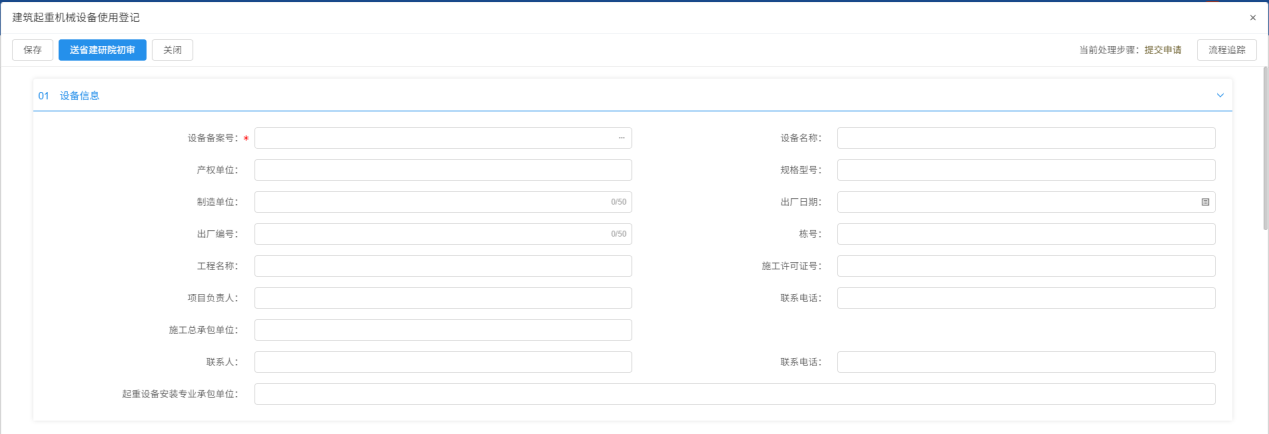 建筑起重机械设备使用登记 ×
保存 送省建研院初审 关闭 当前处理步骤：提交申请 流程追踪
01 设备信息
设备备案号：* ... 设备名称：
产权单位： 规格型号：
制造单位： 0/50 出厂日期：
出厂编号： 0/50 栋号：
工程名称： 施工许可证号：
项目负责人： 联系电话：
施工总承包单位：
联系人： 联系电话：
起重设备安装专业承包单位：